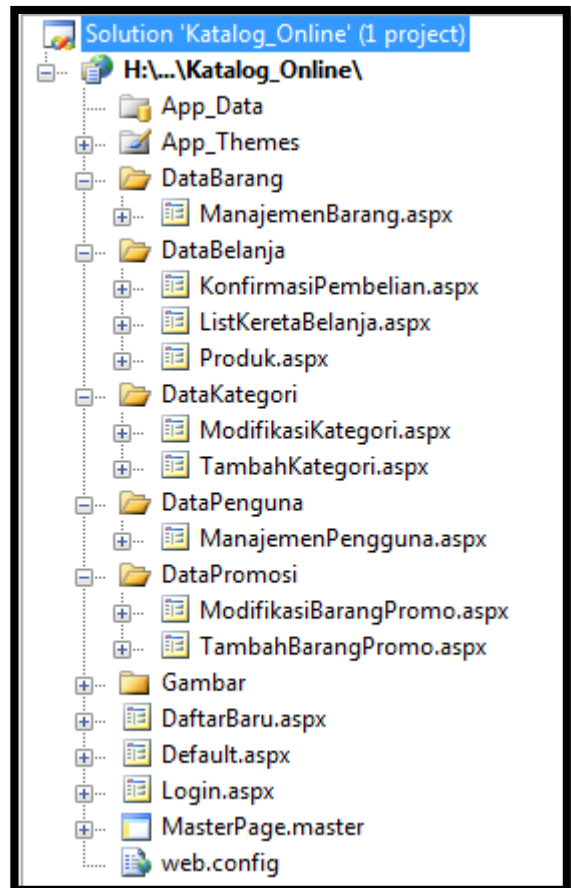 Solution 'Katalog_Online' (1 project)
H:\...\Katalog_Online\
App_Data
App_Themes
DataBarang
ManajemenBarang.aspx
DataBelanja
KonfirmasiPembelian.aspx
ListKeretaBelanja.aspx
Produk.aspx
DataKategori
ModifikasiKategori.aspx
TambahKategori.aspx
DataPenguna
ManajemenPengguna.aspx
DataPromosi
ModifikasiBarangPromo.aspx
TambahBarangPromo.aspx
Gambar
DaftarBaru.aspx
Default.aspx
Login.aspx
MasterPage.master
web.config